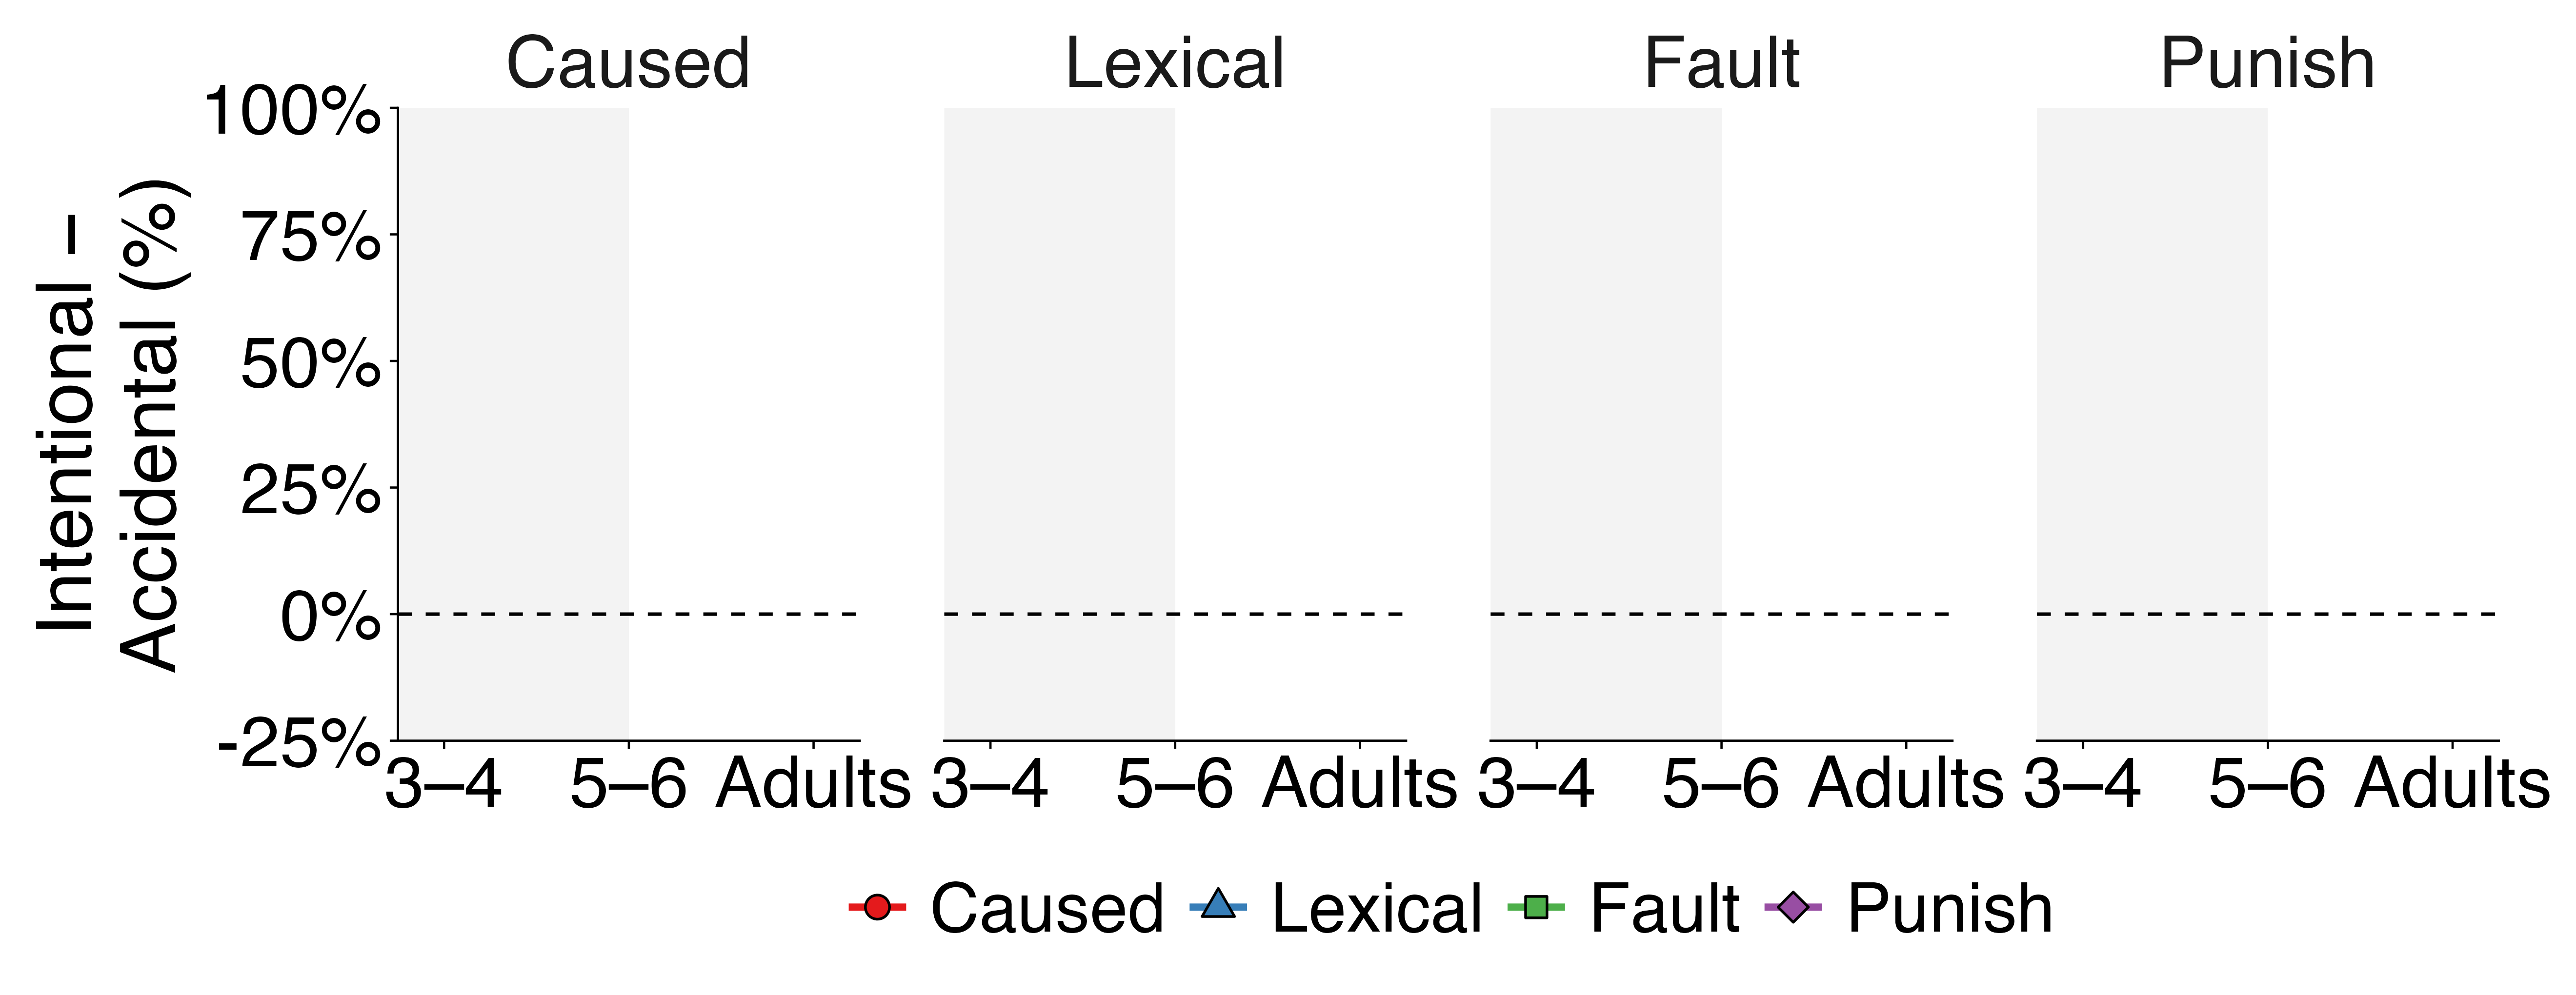 Caused Lexical Fault Punish
Intentional –
Accidental (%)
100%
75%
50%
25%
0%
-25%
3–4 5–6 Adults 3–4 5–6 Adults 3–4 5–6 Adults 3–4 5–6 Adults
Caused Lexical Fault Punish